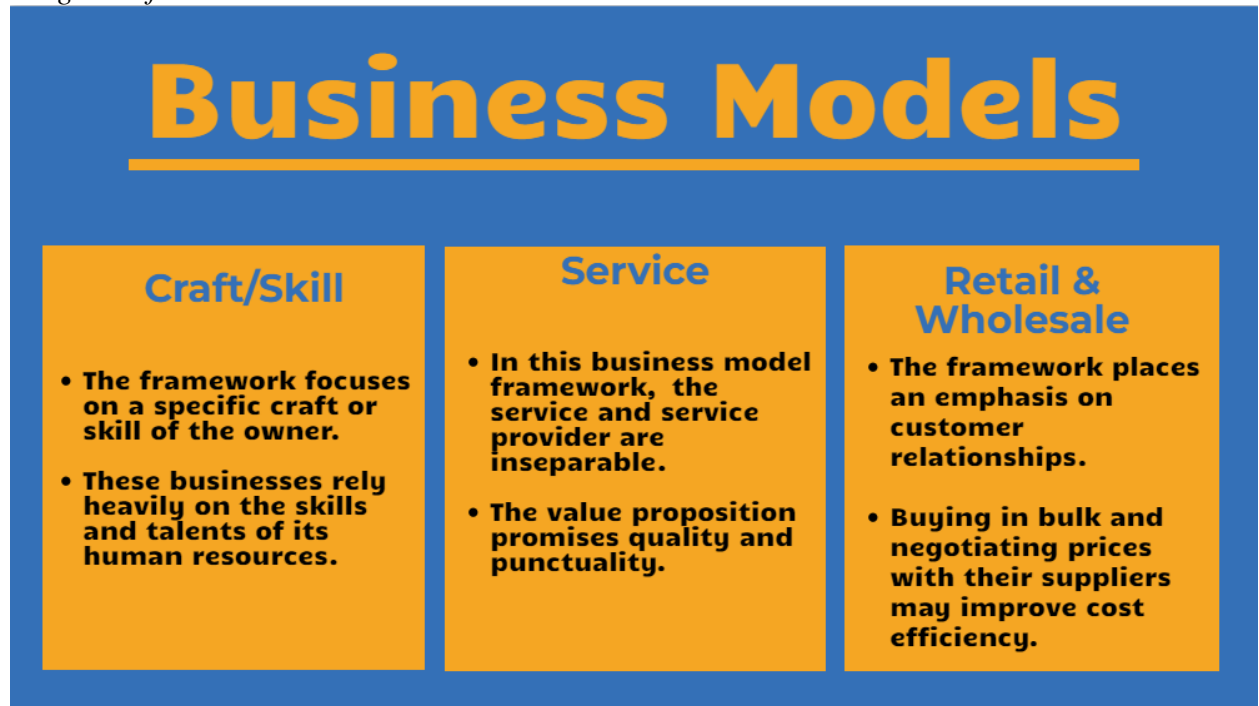 Business Models
Craft/Skill
• The framework focuses
on a specific craft or
skill of the owner.
• These businesses rely
heavily on the skills
and talents of its
human resources.
Service
• In this business model
framework, the
service and service
provider are
inseparable.
• The value proposition
promises quality and
punctuality.
Retail &
Wholesale
• The framework places
an emphasis on
customer
relationships.
• Buying in bulk and
negotiating prices
with their suppliers
may improve cost
efficiency.